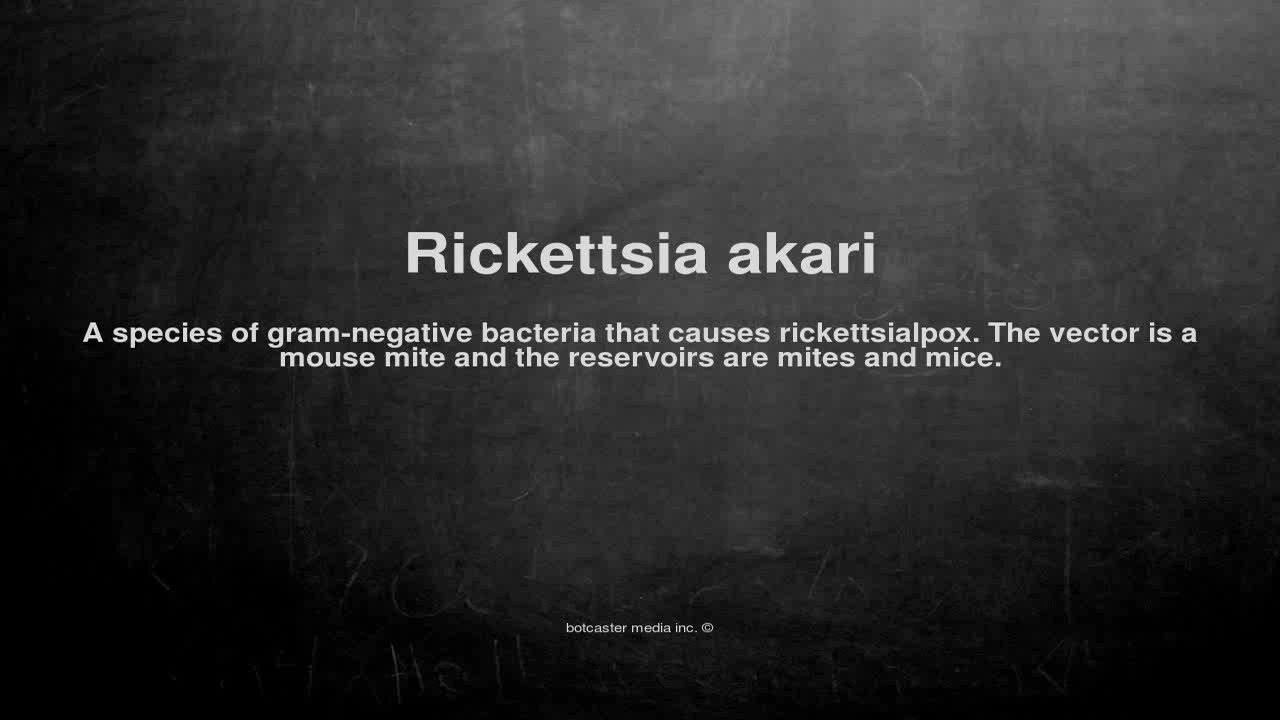 Rickettsia akari
A species of gram-negative bacteria that causes rickettsialpox. The vector is a
mouse mite and the reservoirs are mites and mice.
botcaster media inc. ©